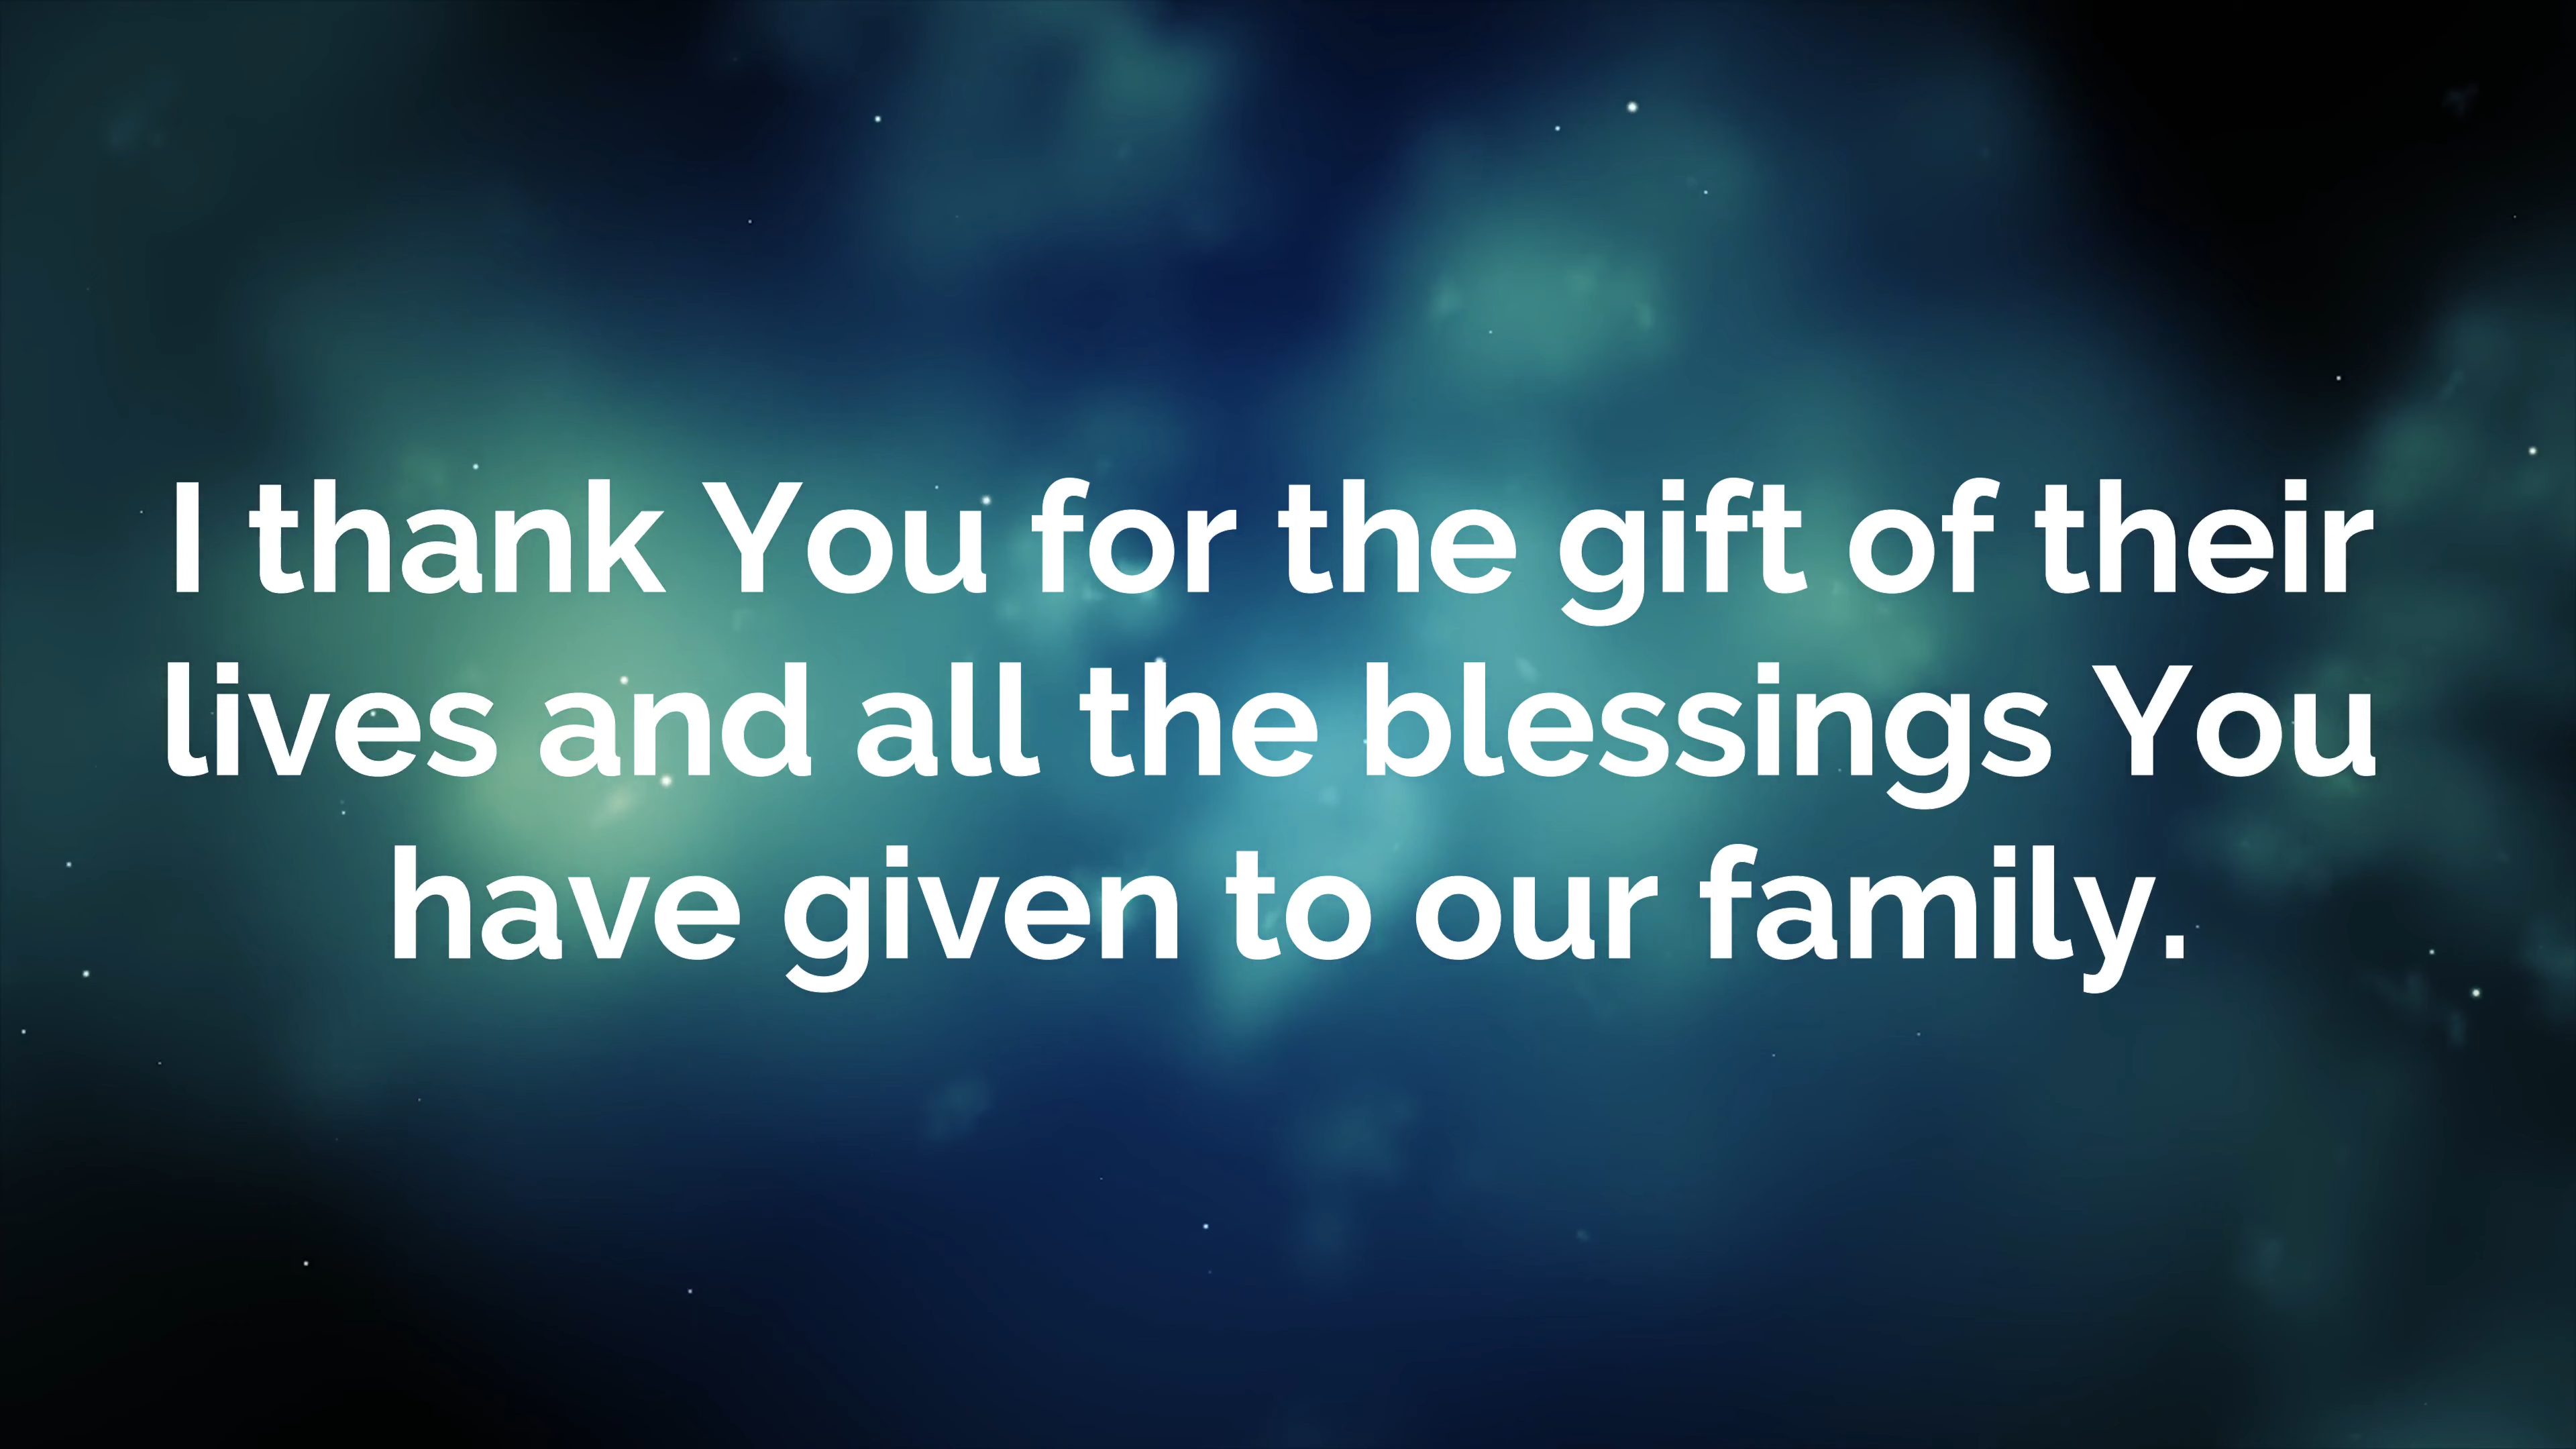 I thank You for the gift of their
lives and all the blessings You
have given to our family.